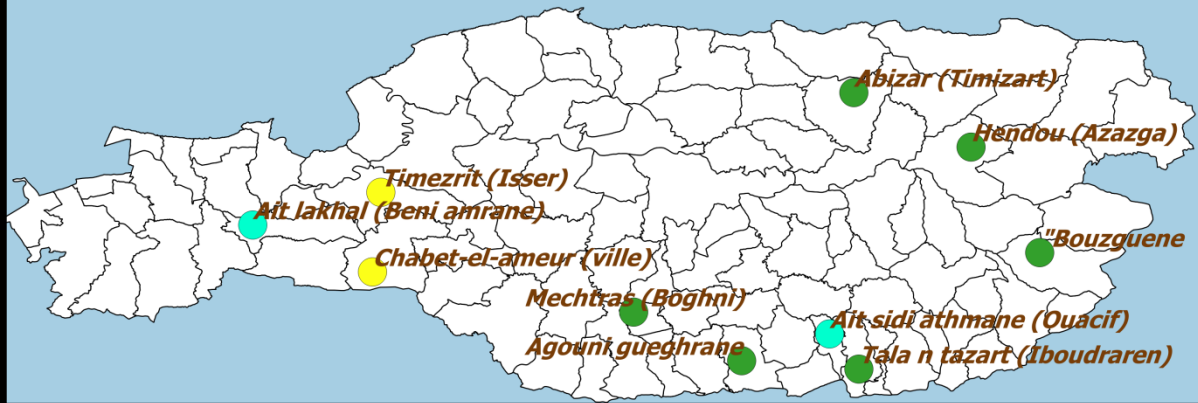 Abizar (Timizart)
Hendou (Azazga)
Timezrit (Isser)
Ait lakhal (Beni amrane)
"Bouzguene
Chabet-el-ameur (ville)
Mechtras (Boghni)
Ait sidi athmane (Ouacif)
Agouni gueghrane
Tala n tazart (Iboudraren)